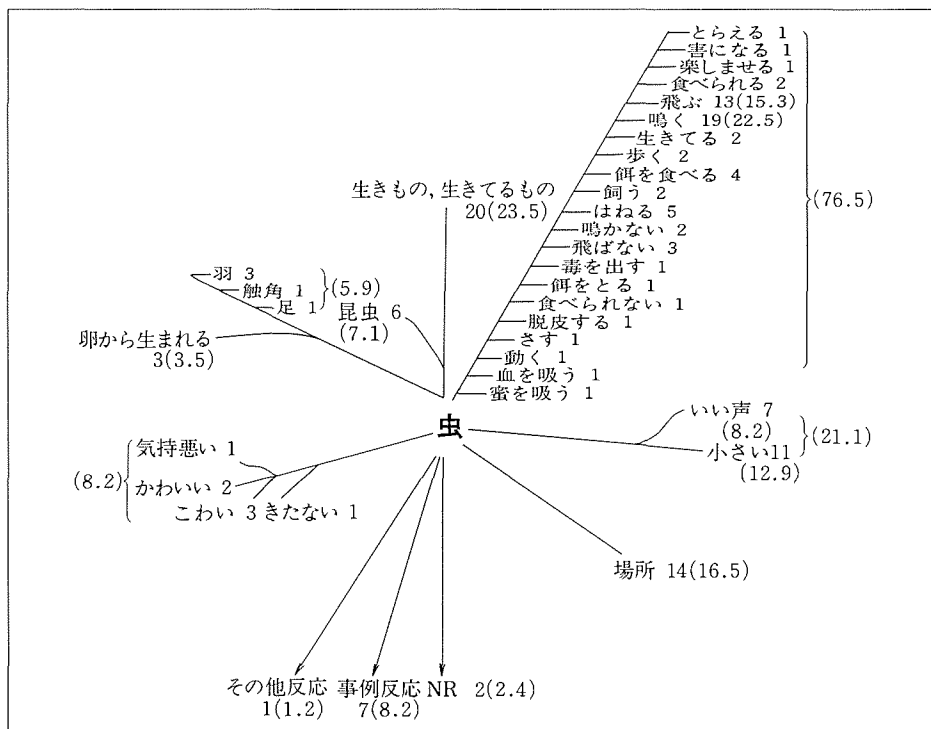 とらえる 1
害になる 1
楽しませる 1
食べられる 2
飛ぶ 13(15.3)
鳴く 19(22.5)
生きてる 2
歩く 2
餌を食べる 4
飼う 2
はねる 5
鳴かない 2
飛ばない 3
毒を出す 1
餌をとる 1
食べられない 1
脱皮する 1
さす 1
動く 1
血を吸う 1
蜜を吸う 1
(76.5)
生きもの, 生きてるもの
20(23.5)
昆虫 6
(7.1)
羽 3
触角 1
足 1
(5.9)
卵から生まれる
3(3.5)
虫
いい声 7
(8.2)
小さい11
(12.9)
(21.1)
気持悪い 1
かわいい 2
こわい 3 きたない 1
(8.2)
場所 14(16.5)
その他反応 事例反応 NR 2(2.4)
1(1.2) 7(8.2)